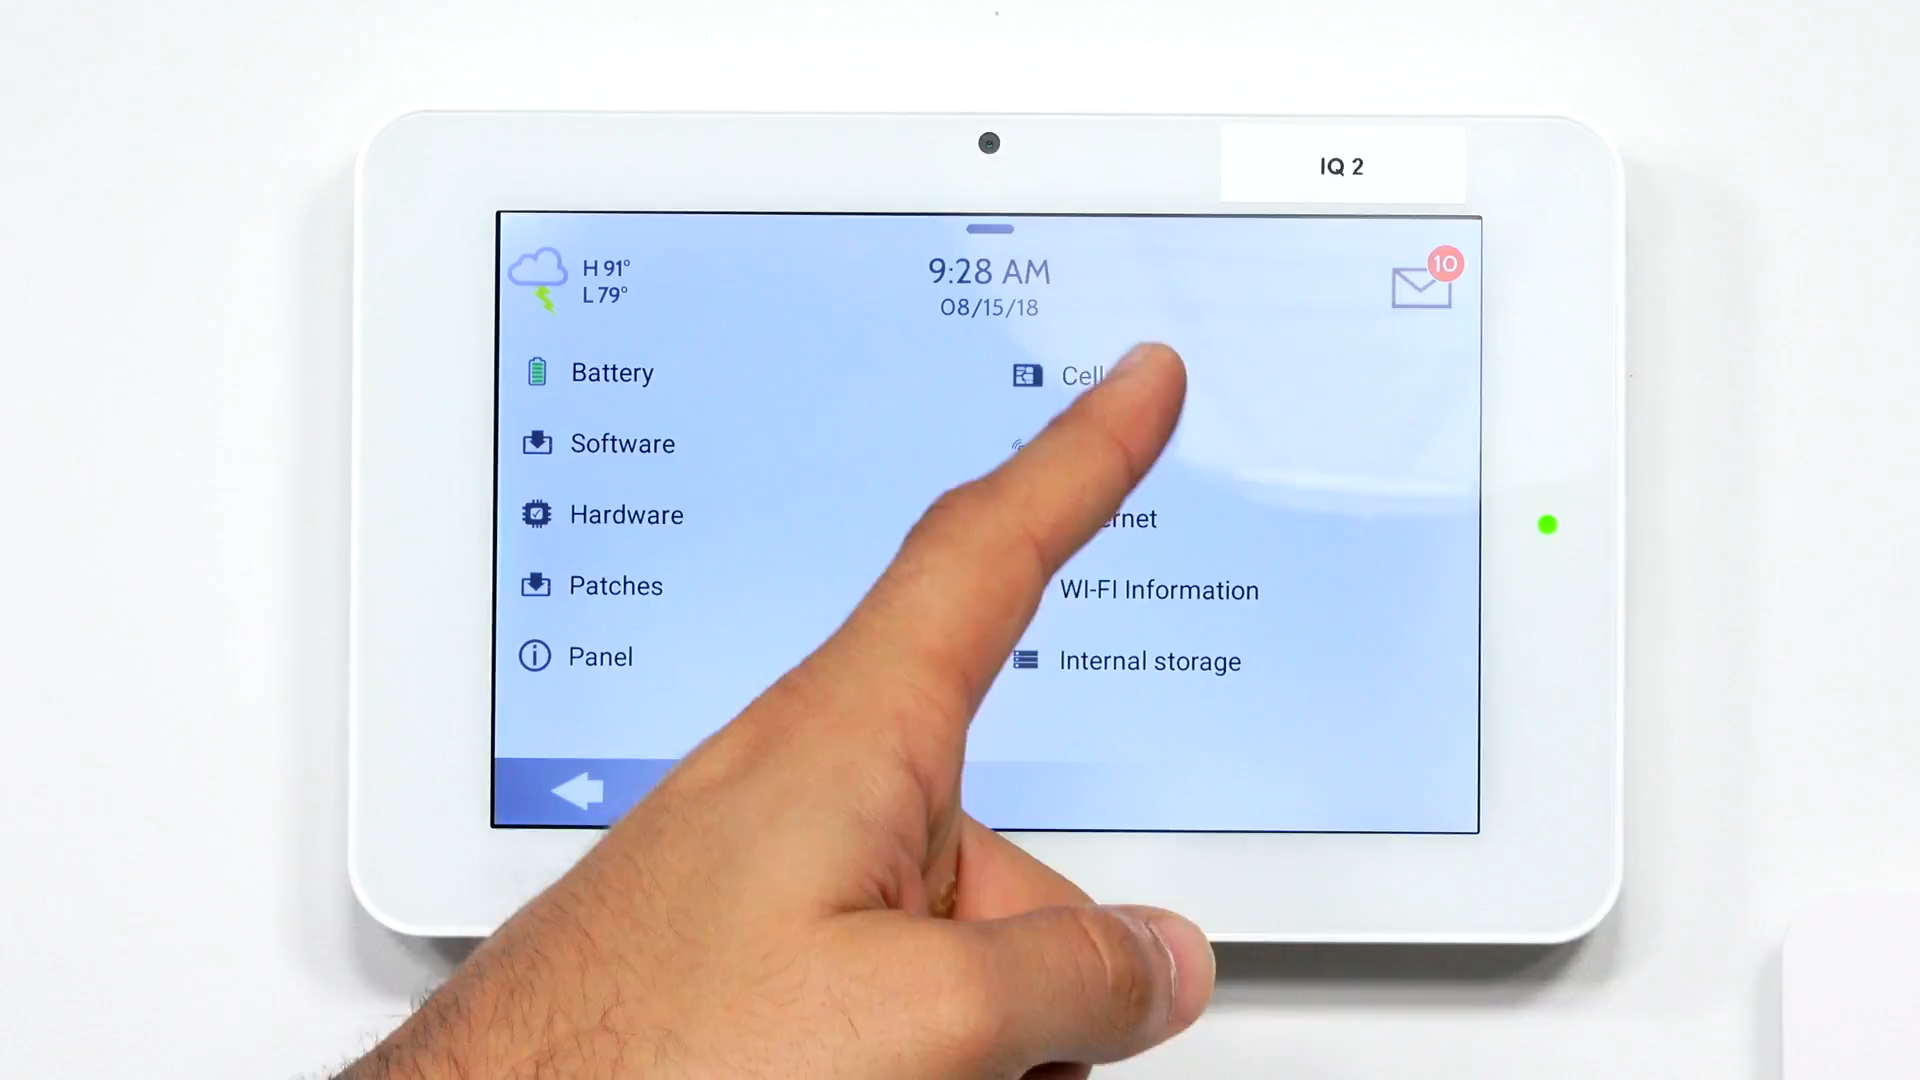 IQ 2
H 91°
L 79°
9:28 AM
08/15/18
10
Battery
Software
Hardware
Patches
Panel
Cell
rnet
WI-FI Information
Internal storage